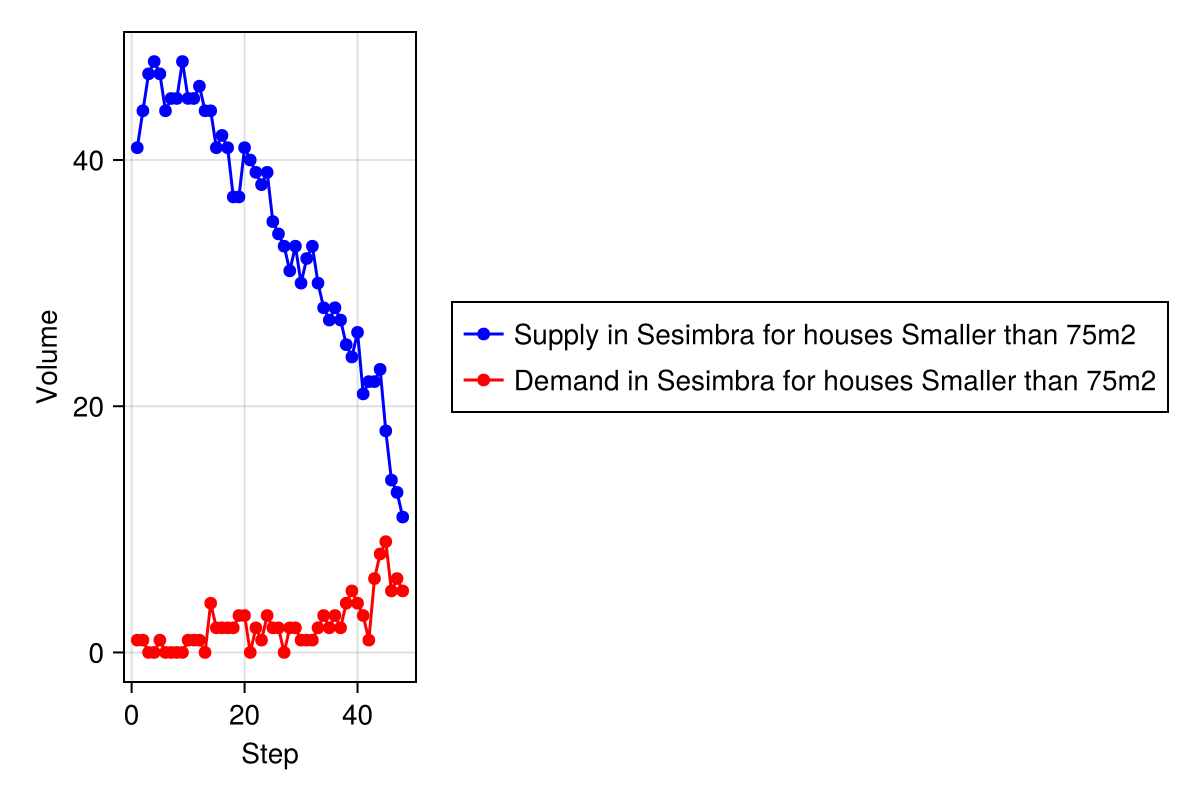 Volume
40
20
0
0 20 40
Step
Supply in Sesimbra for houses Smaller than 75m2
Demand in Sesimbra for houses Smaller than 75m2